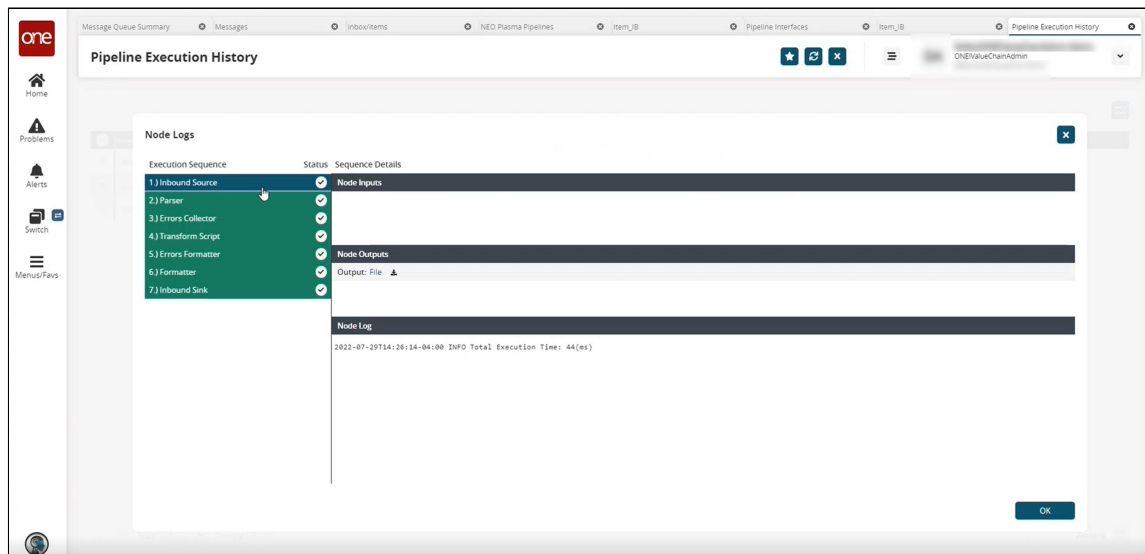 one
Message Queue Summary Messages Inbox/items NEO Plasma Pipelines Item_IB Pipeline Interfaces Item_IB Pipeline Execution History
Pipeline Execution History
ONE\ValueChainAdmin
Home
Problems
Alerts
Switch
Menus/Favs
Node Logs
Execution Sequence Status Sequence Details
1.) Inbound Source Node Inputs
2.) Parser
3.) Errors Collector
4.) Transform Script
5.) Errors Formatter Node Outputs
6.) Formatter Output: File
7.) Inbound Sink
Node Log
2022-07-29T14:26:14-04:00 INFO Total Execution Time: 44(ms)
OK